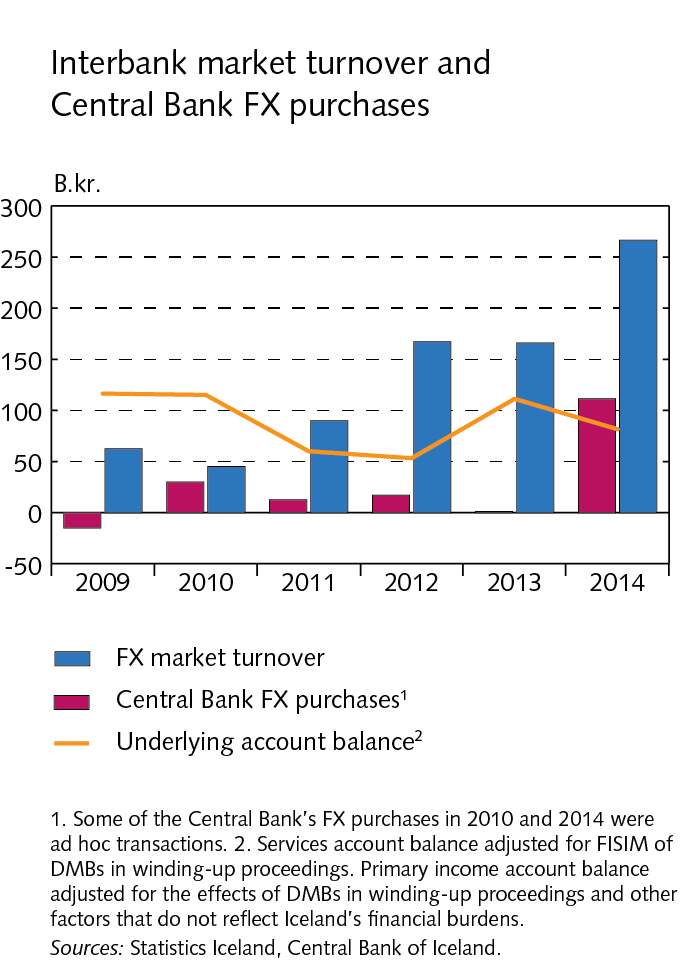 Interbank market turnover and
Central Bank FX purchases
B.kr.
300
250
200
150
100
50
0
-50
2009 2010 2011 2012 2013 2014
FX market turnover
Central Bank FX purchases¹
Underlying account balance²
1. Some of the Central Bank's FX purchases in 2010 and 2014 were
ad hoc transactions. 2. Services account balance adjusted for FISIM of
DMBs in winding-up proceedings. Primary income account balance
adjusted for the effects of DMBs in winding-up proceedings and other
factors that do not reflect Iceland's financial burdens.
Sources: Statistics Iceland, Central Bank of Iceland.